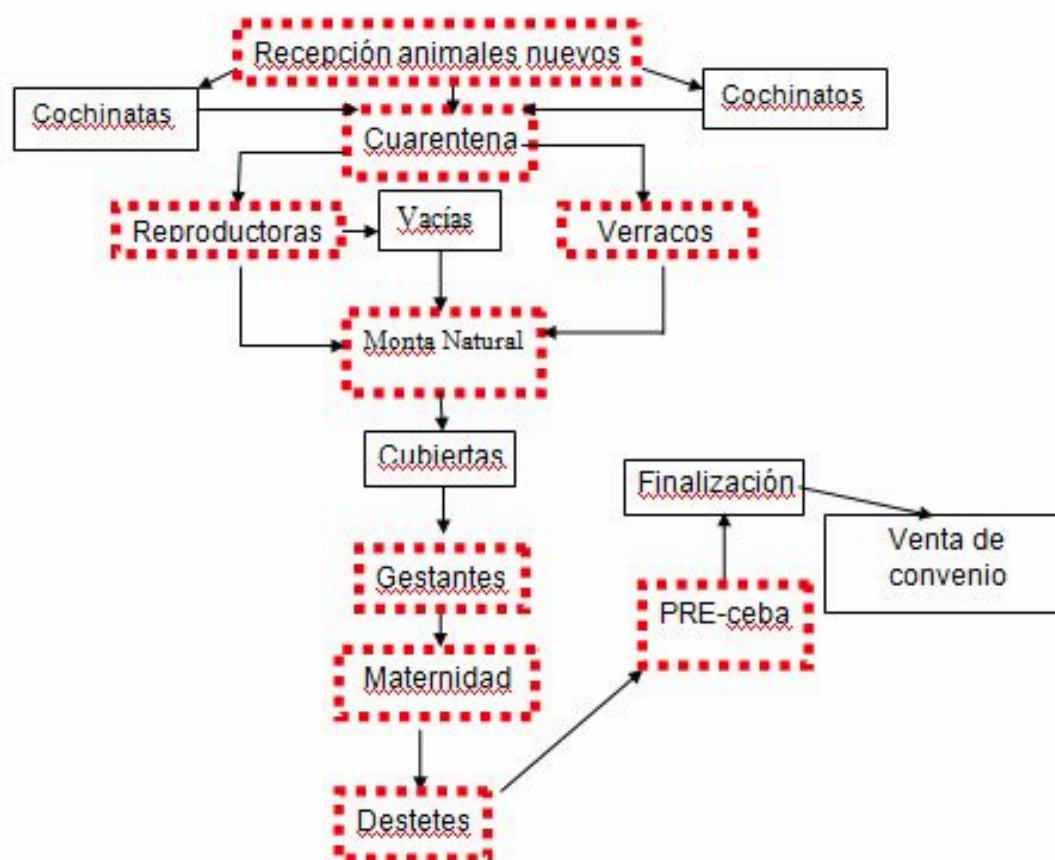 Recepción animales nuevos
Cochinatas
Cochinatos
Cuarentena
Reproductoras
Vacías
Verracos
Monta Natural
Cubiertas
Finalización
Venta de
convenio
Gestantes
PRE-ceba
Maternidad
Destetes